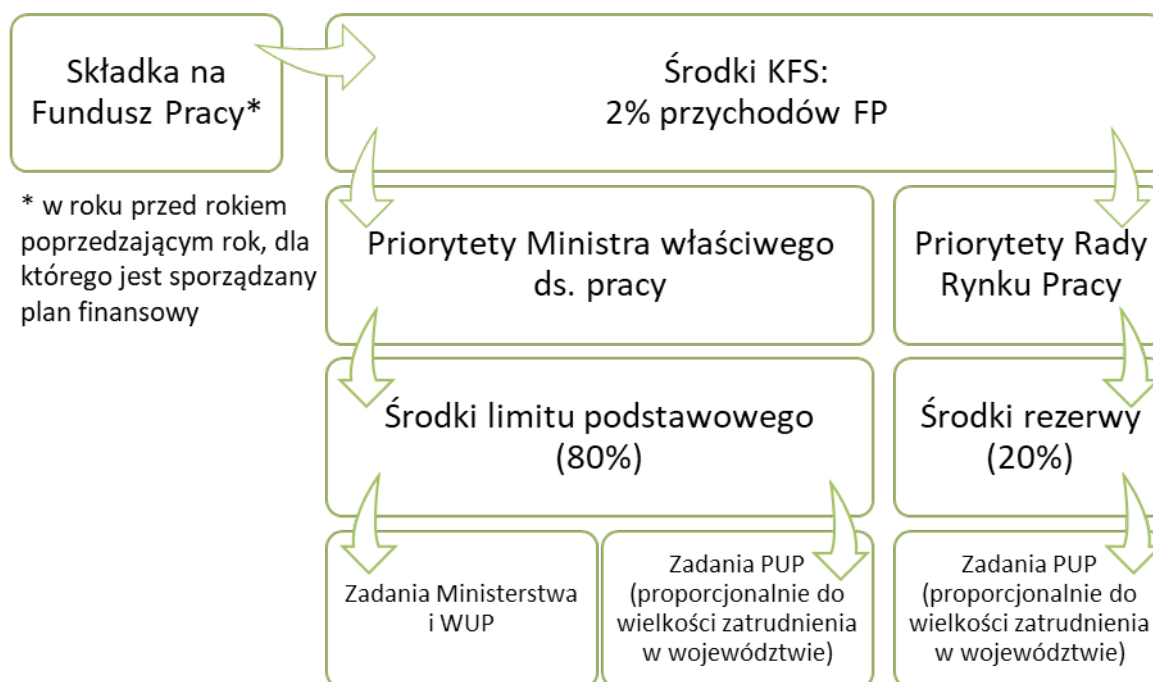 Składka na
Fundusz Pracy*
Środki KFS:
2% przychodów FP
* w roku przed rokiem
poprzedzającym rok, dla
którego jest sporządzany
plan finansowy
Priorytety Ministra właściwego
ds. pracy
Priorytety Rady
Rynku Pracy
Środki limitu podstawowego
(80%)
Środki rezerwy
(20%)
Zadania Ministerstwa
i WUP
Zadania PUP
(proporcjonalnie do
wielkości zatrudnienia
w województwie)
Zadania PUP
(proporcjonalnie do
wielkości zatrudnienia
w województwie)